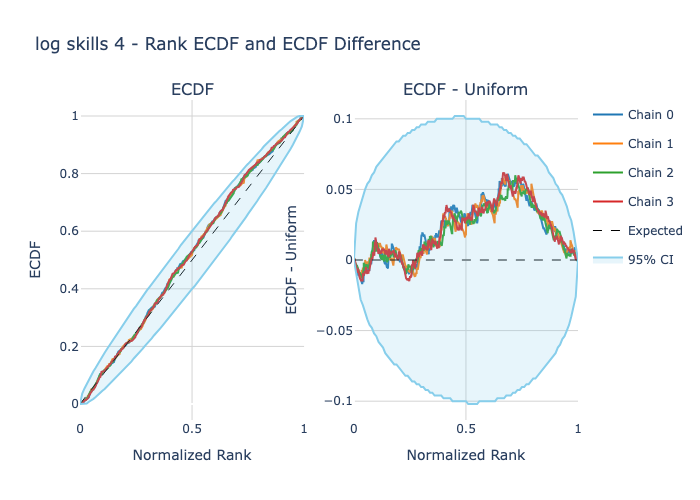 log skills 4 - Rank ECDF and ECDF Difference
ECDF
ECDF - Uniform
1
0.8
0.6
0.4
0.2
0
0
0.5
1
ECDF
Normalized Rank
0.1
0.05
0
−0.05
−0.1
0
0.5
1
ECDF - Uniform
Normalized Rank
Chain 0
Chain 1
Chain 2
Chain 3
Expected
95% CI